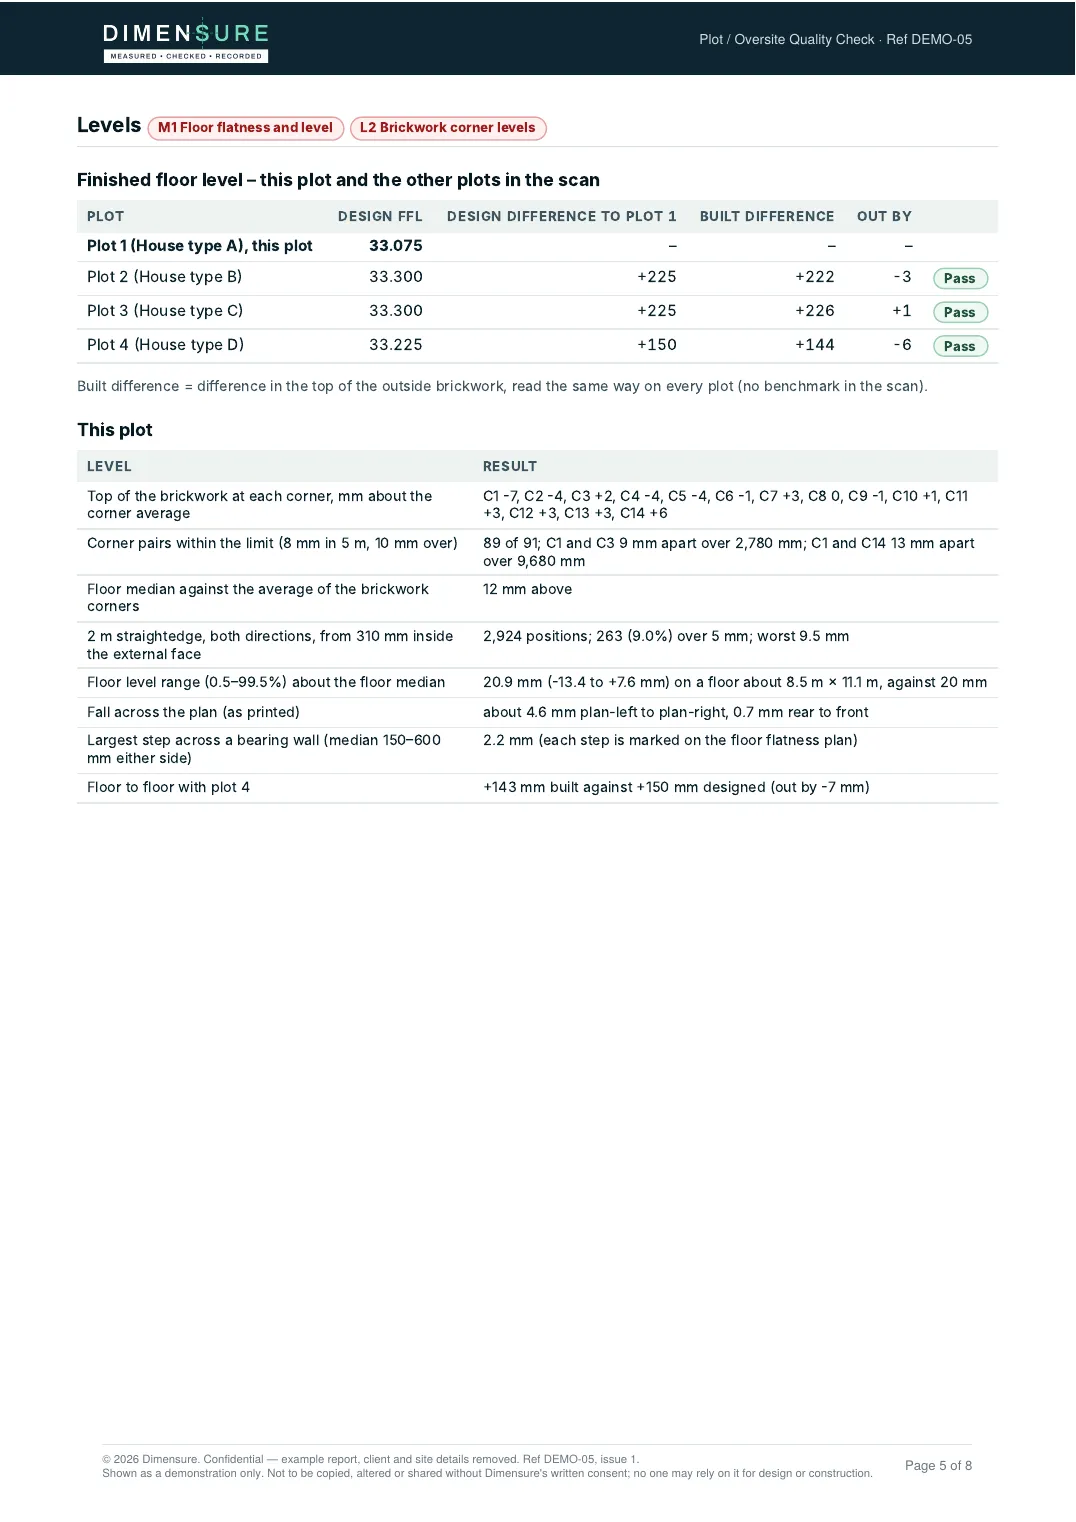 DIMENSURE
MEASURED • CHECKED • RECORDED
Plot / Oversite Quality Check · Ref DEMO-05
Levels M1 Floor flatness and level L2 Brickwork corner levels
Finished floor level – this plot and the other plots in the scan
PLOT DESIGN FFL DESIGN DIFFERENCE TO PLOT 1 BUILT DIFFERENCE OUT BY
Plot 1 (House type A), this plot 33.075 – – –
Plot 2 (House type B) 33.300 +225 +222 -3 Pass
Plot 3 (House type C) 33.300 +225 +226 +1 Pass
Plot 4 (House type D) 33.225 +150 +144 -6 Pass
Built difference = difference in the top of the outside brickwork, read the same way on every plot (no benchmark in the scan).
This plot
LEVEL RESULT
Top of the brickwork at each corner, mm about the corner average C1 -7, C2 -4, C3 +2, C4 -4, C5 -4, C6 -1, C7 +3, C8 0, C9 -1, C10 +1, C11 +3, C12 +3, C13 +3, C14 +6
Corner pairs within the limit (8 mm in 5 m, 10 mm over) 89 of 91; C1 and C3 9 mm apart over 2,780 mm; C1 and C14 13 mm apart over 9,680 mm
Floor median against the average of the brickwork corners 12 mm above
2 m straightedge, both directions, from 310 mm inside the external face 2,924 positions; 263 (9.0%) over 5 mm; worst 9.5 mm
Floor level range (0.5–99.5%) about the floor median 20.9 mm (-13.4 to +7.6 mm) on a floor about 8.5 m × 11.1 m, against 20 mm
Fall across the plan (as printed) about 4.6 mm plan-left to plan-right, 0.7 mm rear to front
Largest step across a bearing wall (median 150–600 mm either side) 2.2 mm (each step is marked on the floor flatness plan)
Floor to floor with plot 4 +143 mm built against +150 mm designed (out by -7 mm)
© 2026 Dimensure. Confidential — example report, client and site details removed. Ref DEMO-05, issue 1.
Shown as a demonstration only. Not to be copied, altered or shared without Dimensure's written consent; no one may rely on it for design or construction.
Page 5 of 8